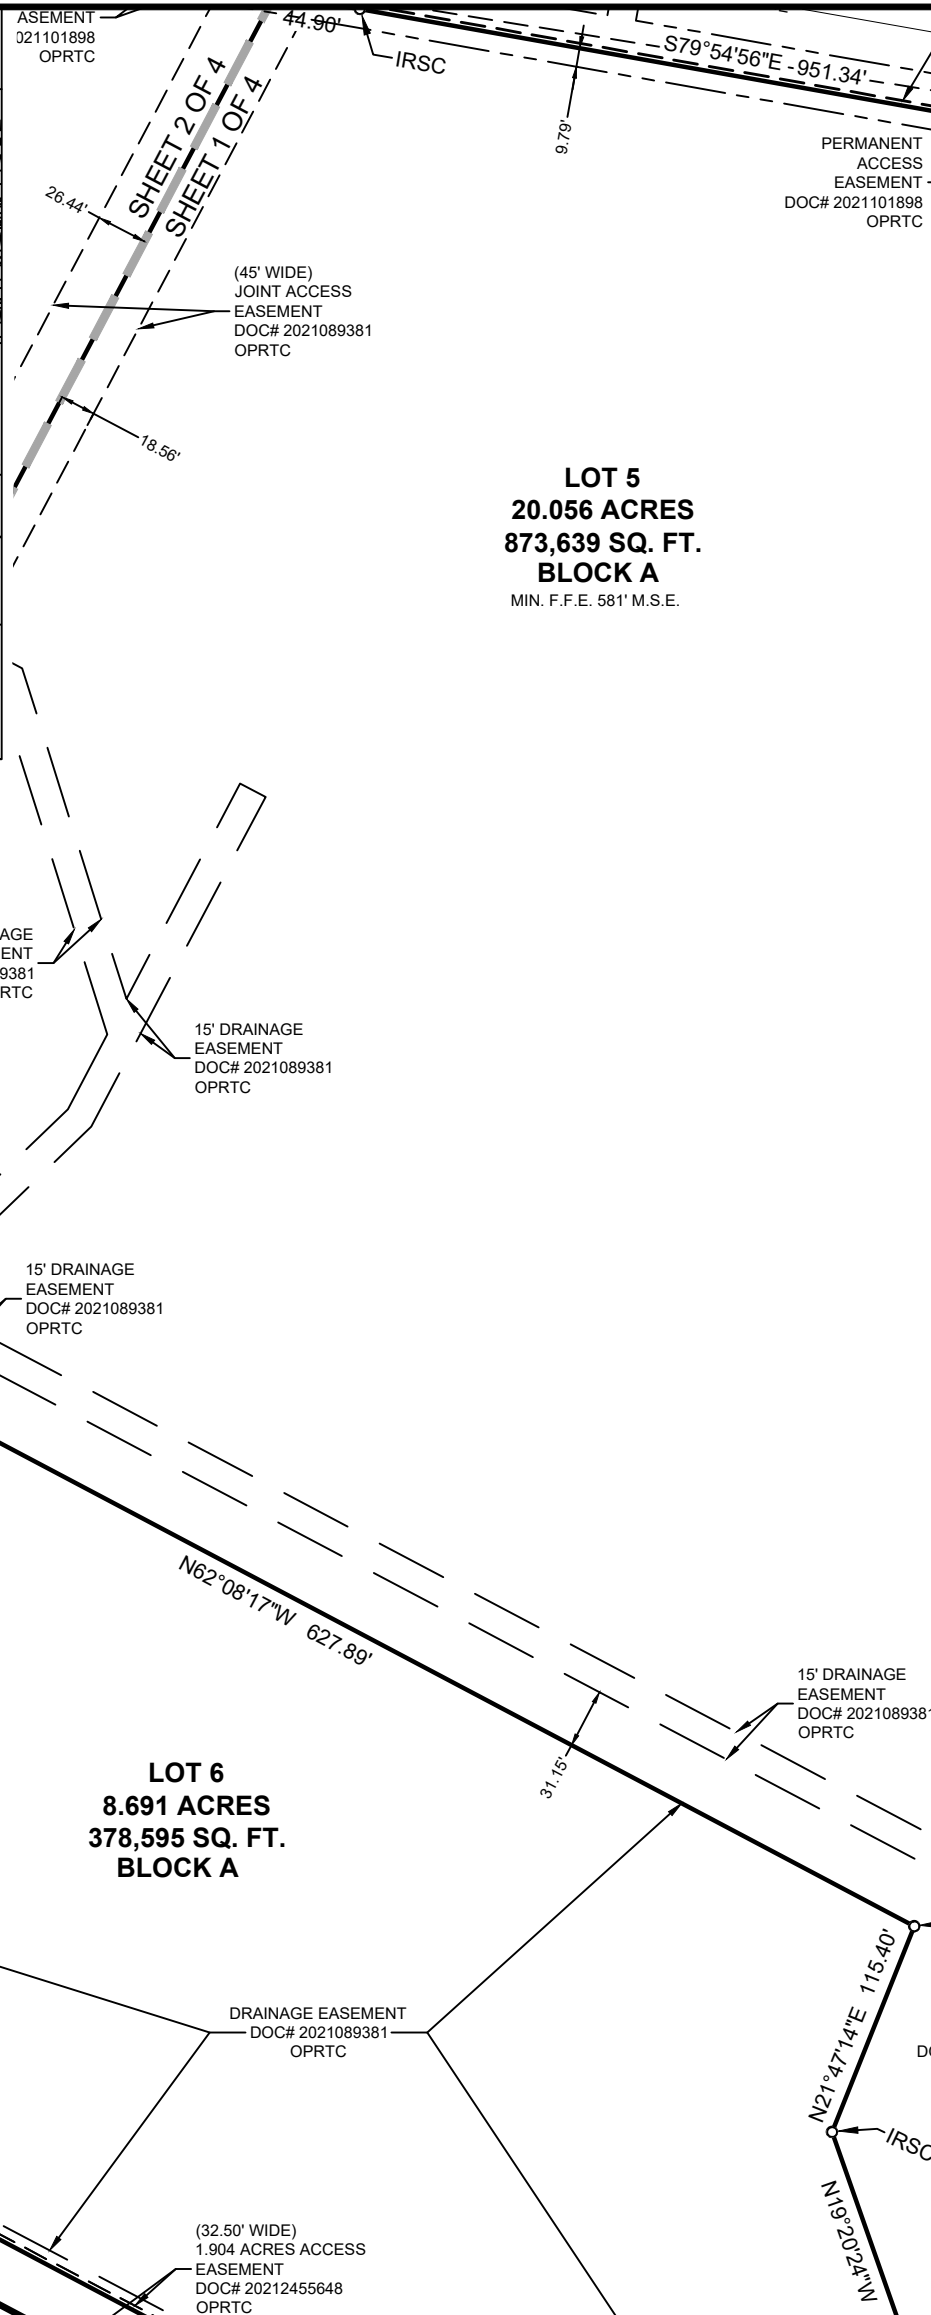 ASEMENT
021101898
OPRTC
44.90'
IRSC
S79°54'56"E 951.34'
9.79'
PERMANENT
ACCESS
EASEMENT
DOC# 2021101898
OPRTC
SHEET 2 OF 4
SHEET 1 OF 4
26.44'
(45' WIDE)
JOINT ACCESS
EASEMENT
DOC# 2021089381
OPRTC
18.56'
LOT 5
20.056 ACRES
873,639 SQ. FT.
BLOCK A
MIN. F.F.E. 581' M.S.E.
AGE
ENT
9381
RTC
15' DRAINAGE
EASEMENT
DOC# 2021089381
OPRTC
15' DRAINAGE
EASEMENT
DOC# 2021089381
OPRTC
N62°08'17"W 627.89'
15' DRAINAGE
EASEMENT
DOC# 2021089381
OPRTC
31.15'
LOT 6
8.691 ACRES
378,595 SQ. FT.
BLOCK A
N21°47'14"E 115.40'
DRAINAGE EASEMENT
DOC# 2021089381
OPRTC
IRSC
N19°20'24"W
(32.50' WIDE)
1.904 ACRES ACCESS
EASEMENT
DOC# 20212455648
OPRTC